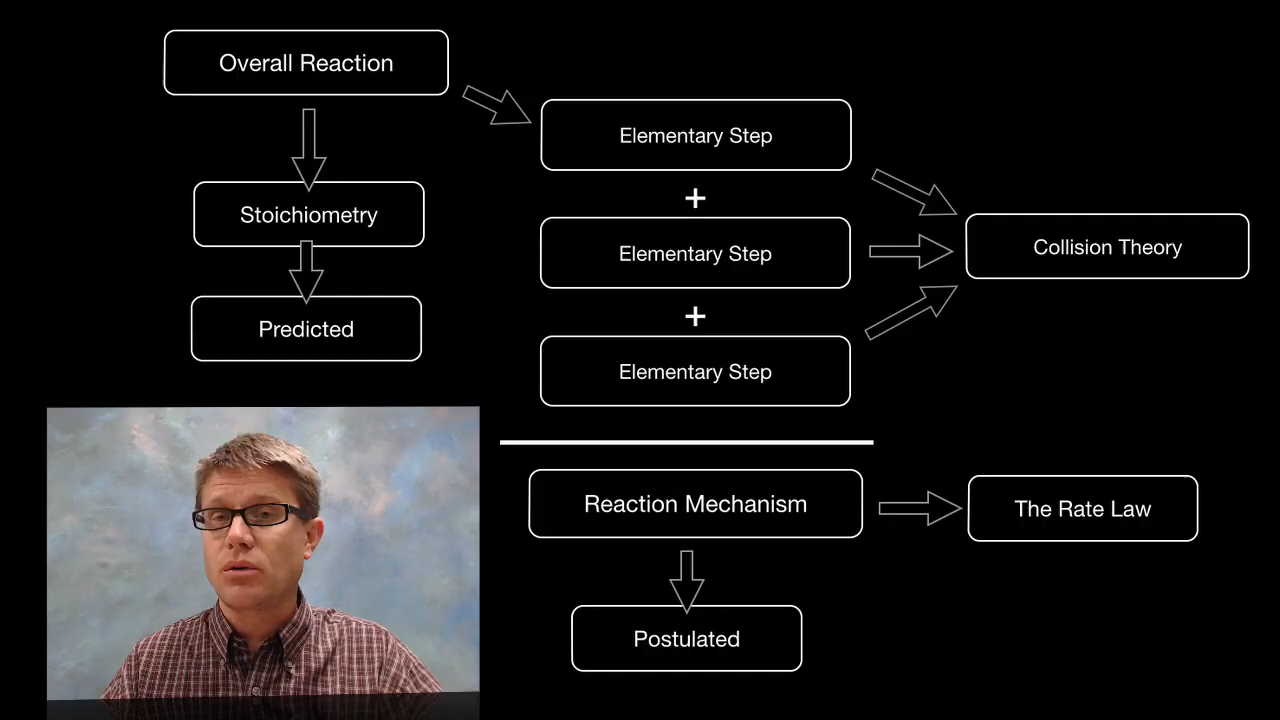 Overall Reaction
Stoichiometry
Predicted
Elementary Step
+
Elementary Step
+
Elementary Step
Collision Theory
Reaction Mechanism
The Rate Law
Postulated